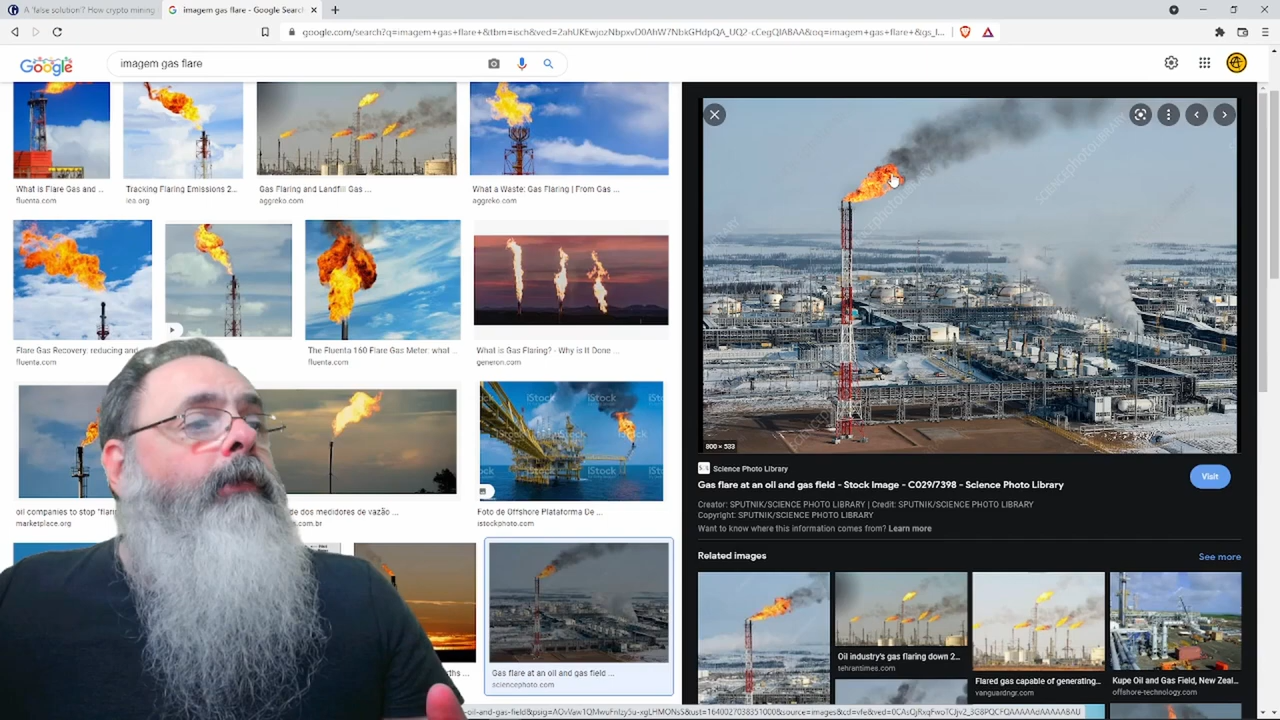 A 'false solution'? How crypto mining
imagem gas flare - Google Search
google.com/search?q=imagem+gas+flare+&tbm=isch&ved=2ahUKEwjozNbpxvD0AhW7NbkGHdpQA_UQ2-cCegQIABAA&oq=imagem+gas+flare+&gs_l...
Google
imagem gas flare
What is Flare Gas and ...
fluenta.com
Tracking Flaring Emissions 2...
iea.org
Gas Flaring and Landfill Gas ...
aggreko.com
What a Waste: Gas Flaring | From Gas ...
aggreko.com
Flare Gas Recovery, reducing and
fluenta.com
The Fluenta 160 Flare Gas Meter: what ...
fluenta.com
What is Gas Flaring? - Why is It Done ...
generon.com
oil companies to stop 'flaring
marketplace.org
de dos medidores de vazão ...
.com.br
iStock
iStock
iStock
Foto de Offshore Plataforma De ...
istockphoto.com
ths ...
Gas flare at an oil and gas field ...
sciencephoto.com
800 × 533
Science Photo Library
Visit
Gas flare at an oil and gas field - Stock Image - C029/7398 - Science Photo Library
Creator: SPUTNIK/SCIENCE PHOTO LIBRARY | Credit: SPUTNIK/SCIENCE PHOTO LIBRARY
Copyright: SPUTNIK/SCIENCE PHOTO LIBRARY
Want to know where this information comes from? Learn more
Related images
See more
Oil industry's gas flaring down 2...
tehrantimes.com
Flared gas capable of generating...
vanguardngr.com
Kupe Oil and Gas Field, New Zeal...
offshore-technology.com